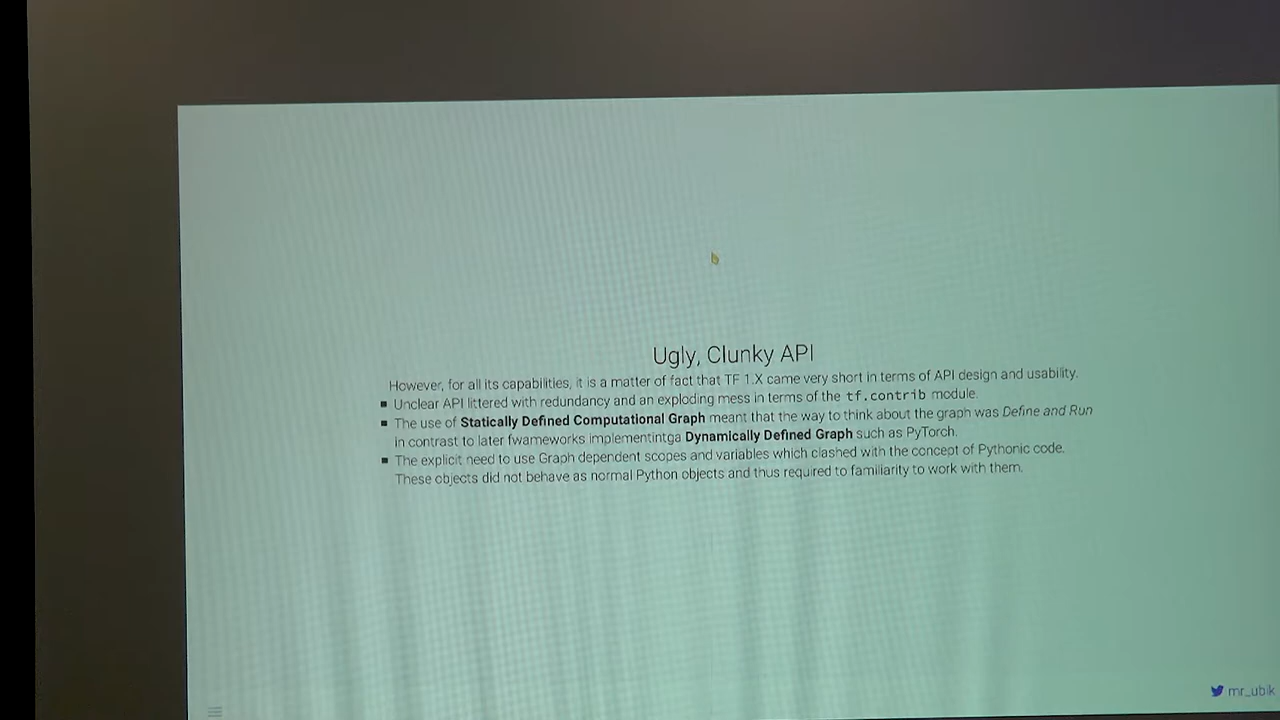 Ugly, Clunky API
However, for all its capabilities, it is a matter of fact that TF 1.X came very short in terms of API design and usability.
Unclear API littered with redundancy and an exploding mess in terms of the tf.contrib module.
The use of Statically Defined Computational Graph meant that the way to think about the graph was Define and Run
in contrast to later fwameworks implementintga Dynamically Defined Graph such as PyTorch.
The explicit need to use Graph dependent scopes and variables which clashed with the concept of Pythonic code.
These objects did not behave as normal Python objects and thus required to familiarity to work with them.
mr_ubik